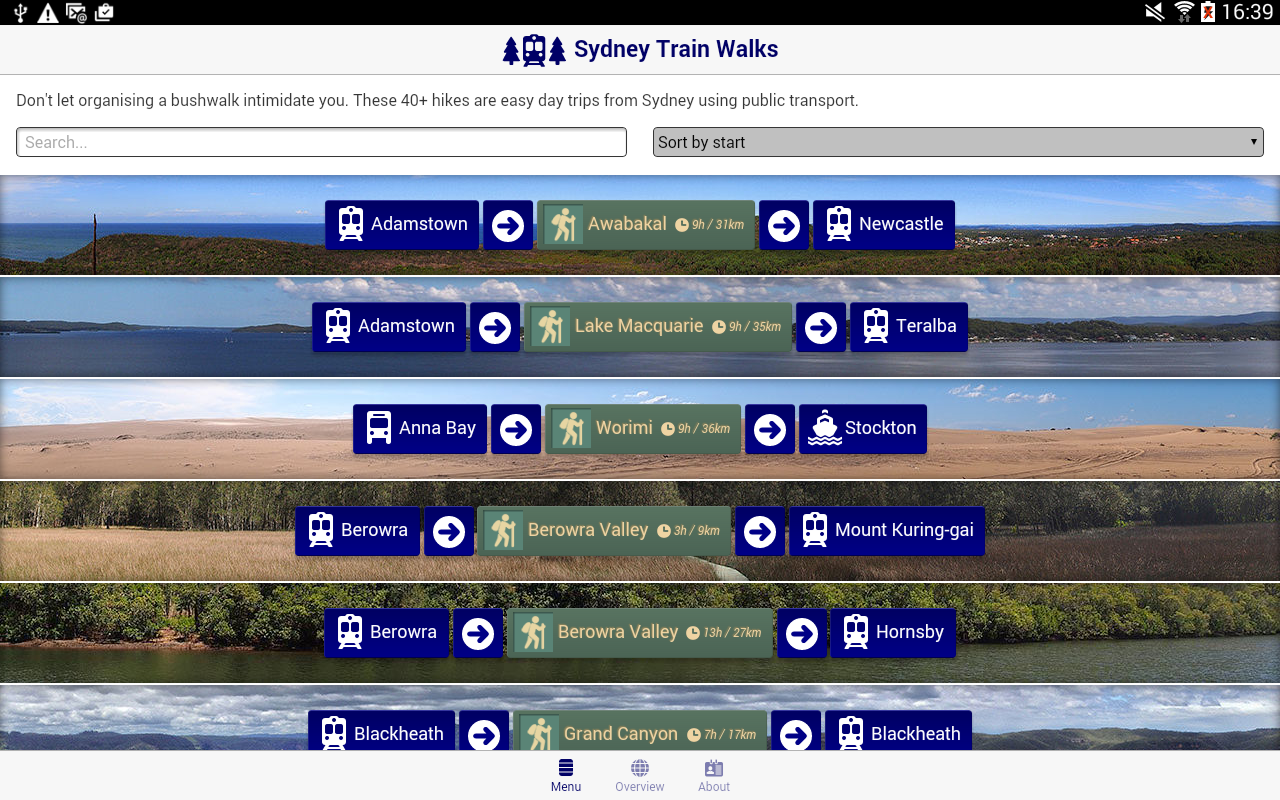 16:39
Sydney Train Walks
Don't let organising a bushwalk intimidate you. These 40+ hikes are easy day trips from Sydney using public transport.
Search... Sort by start
Adamstown Awabakal 9h / 31km Newcastle
Adamstown Lake Macquarie 9h / 35km Teralba
Anna Bay Worimi 9h / 36km Stockton
Berowra Berowra Valley 3h / 9km Mount Kuring-gai
Berowra Berowra Valley 13h / 27km Hornsby
Blackheath Grand Canyon 7h / 17km Blackheath
Menu Overview About